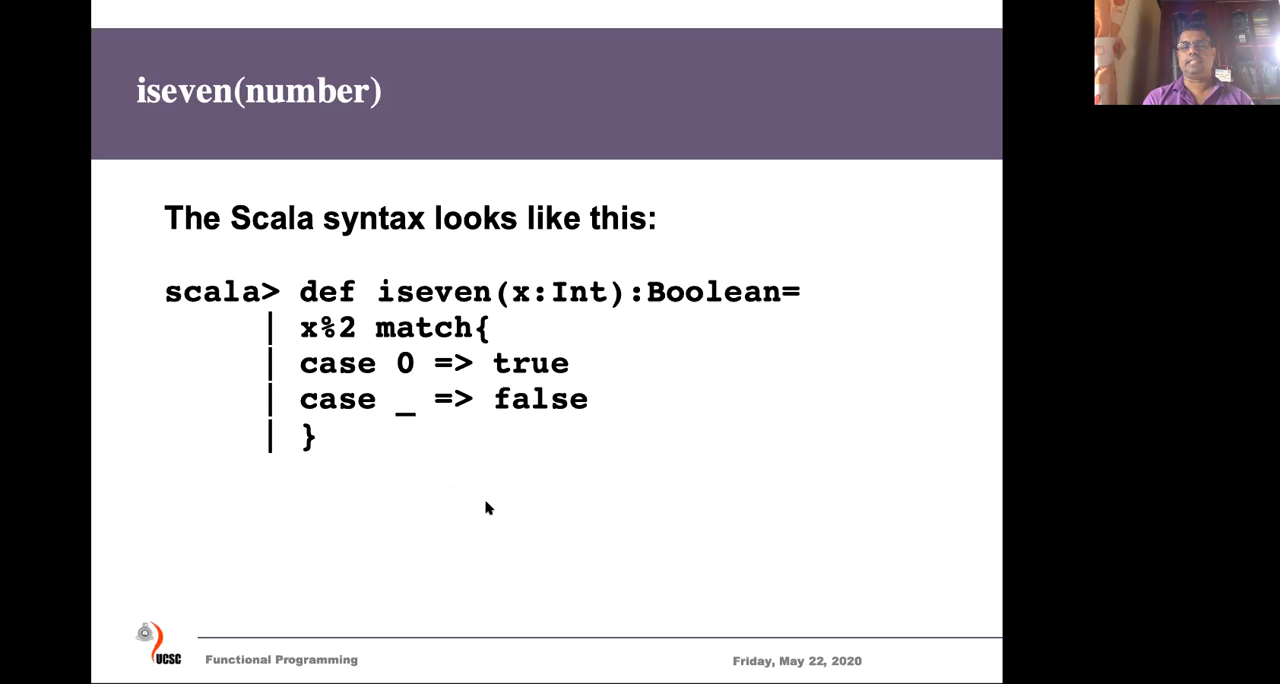 iseven(number)
The Scala syntax looks like this:
scala> def iseven(x:Int):Boolean=
| x%2 match{
| case 0 => true
| case _ => false
| }
UCSC
Functional Programming
Friday, May 22, 2020